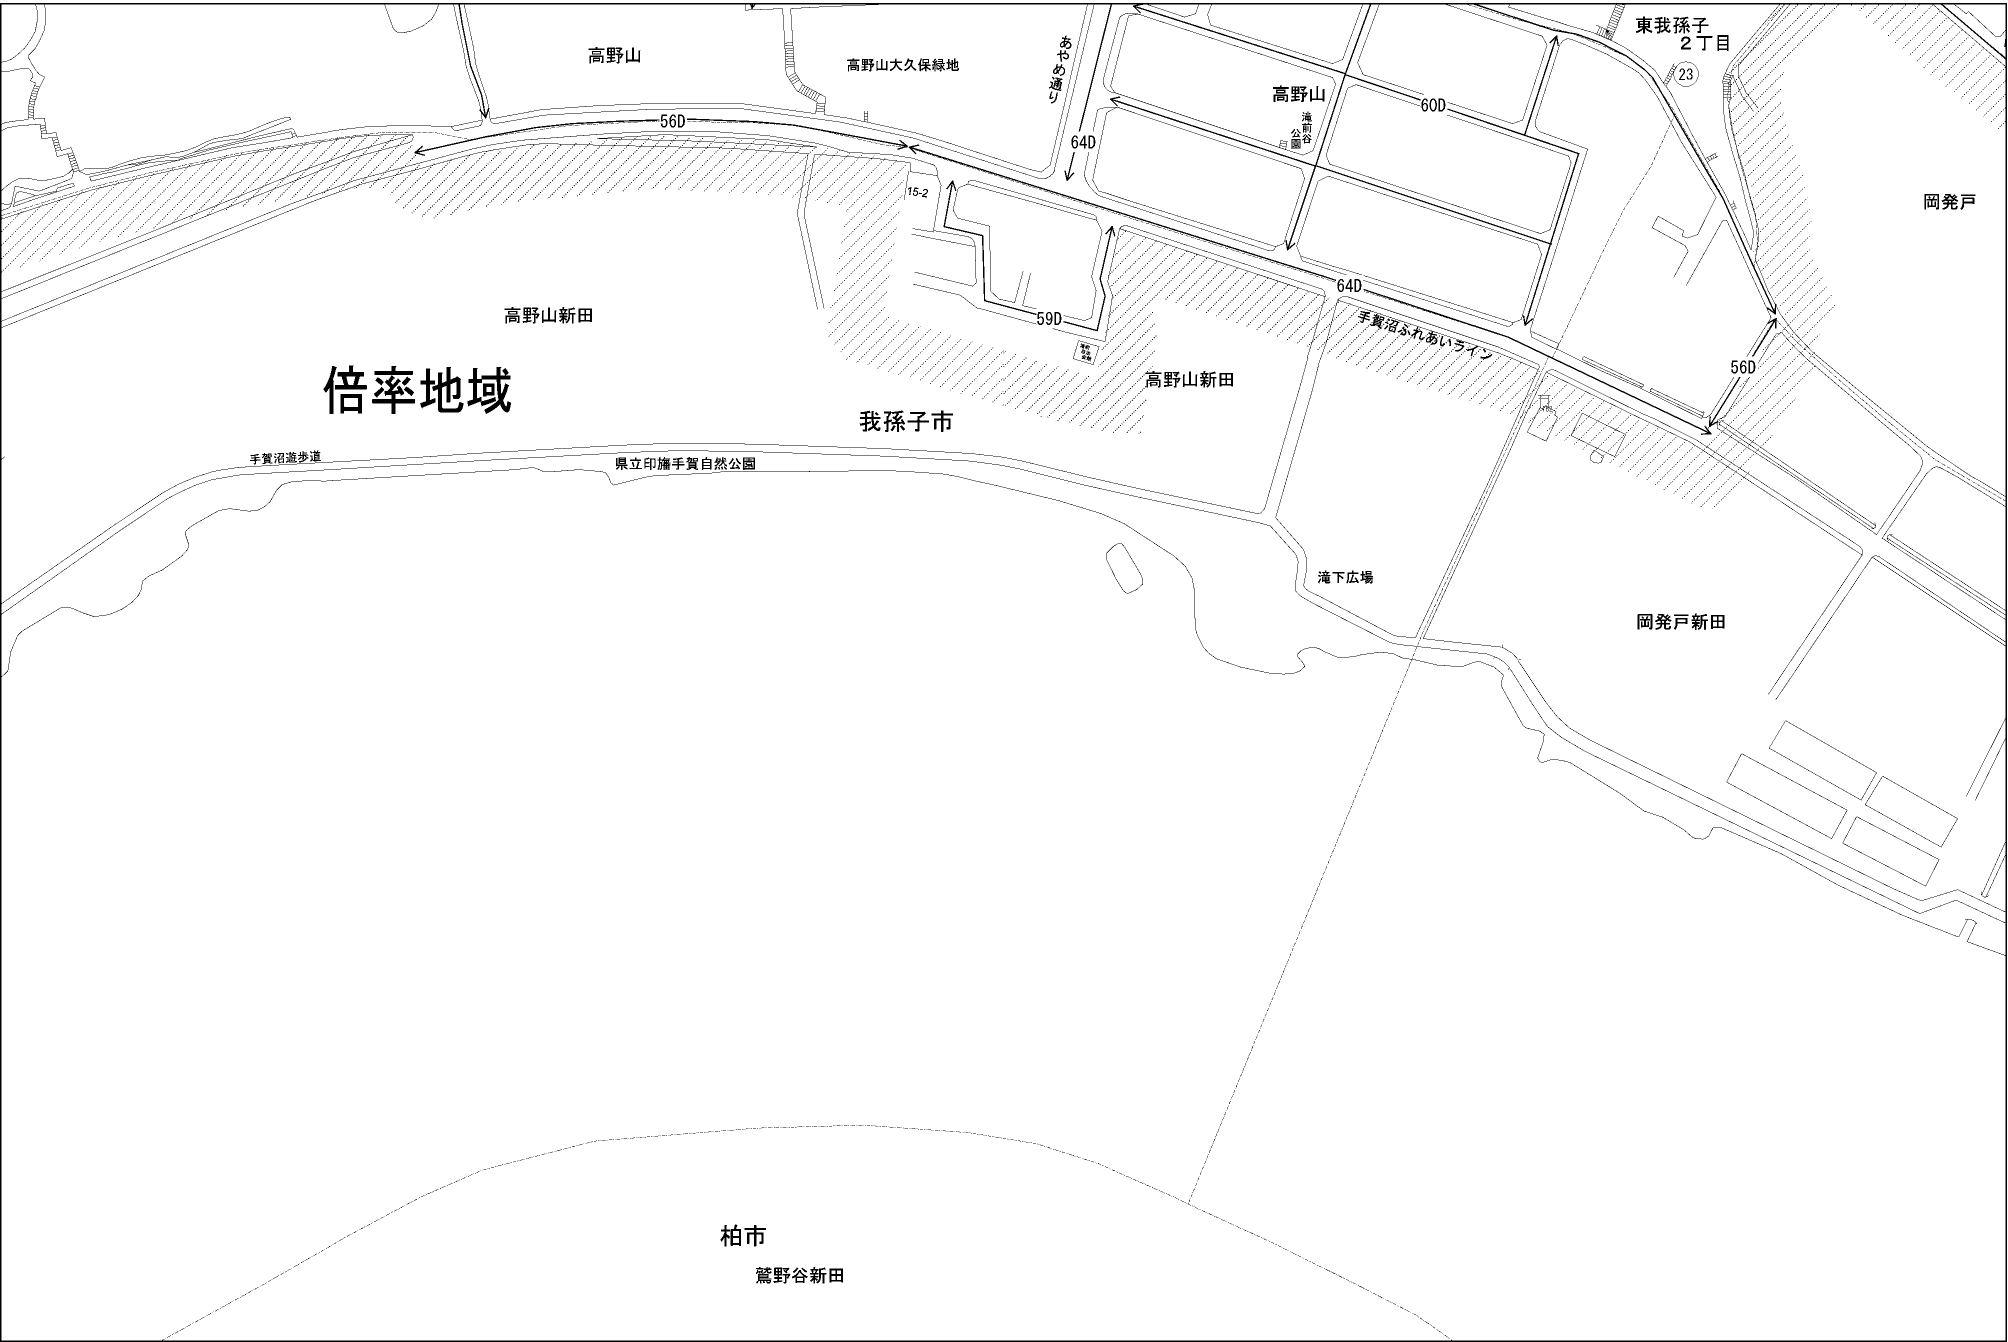 東我孫子
2丁目
23
高野山
高野山大久保緑地
あやめ通り
高野山
滝前谷
公園
60D
56D
64D
岡発戸
15-2
64D
高野山新田
59D
手賀沼ふれあいライン
56D
高野山新田
倍率地域
我孫子市
手賀沼遊歩道
県立印旛手賀自然公園
滝下広場
岡発戸新田
柏市
鷲野谷新田